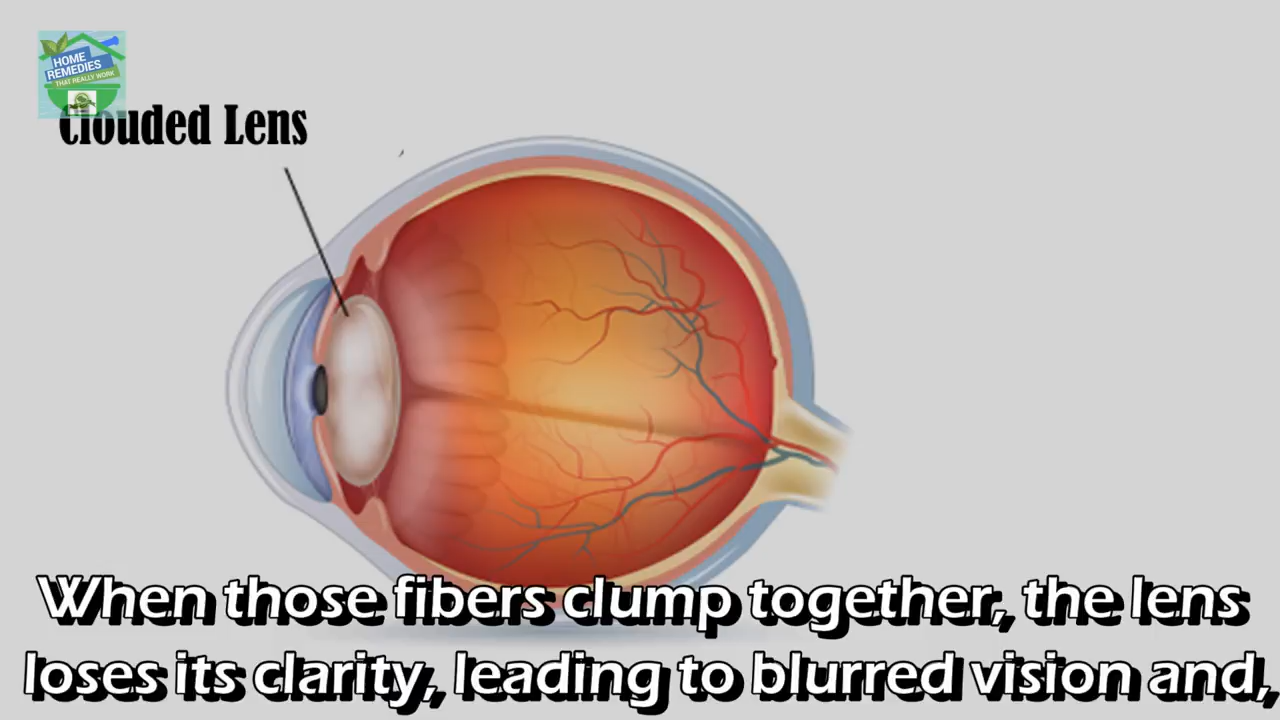 HOME
REMEDIES
THAT REALLY WORK
Clouded Lens
When those fibers clump together, the lens
loses its clarity, leading to blurred vision and,